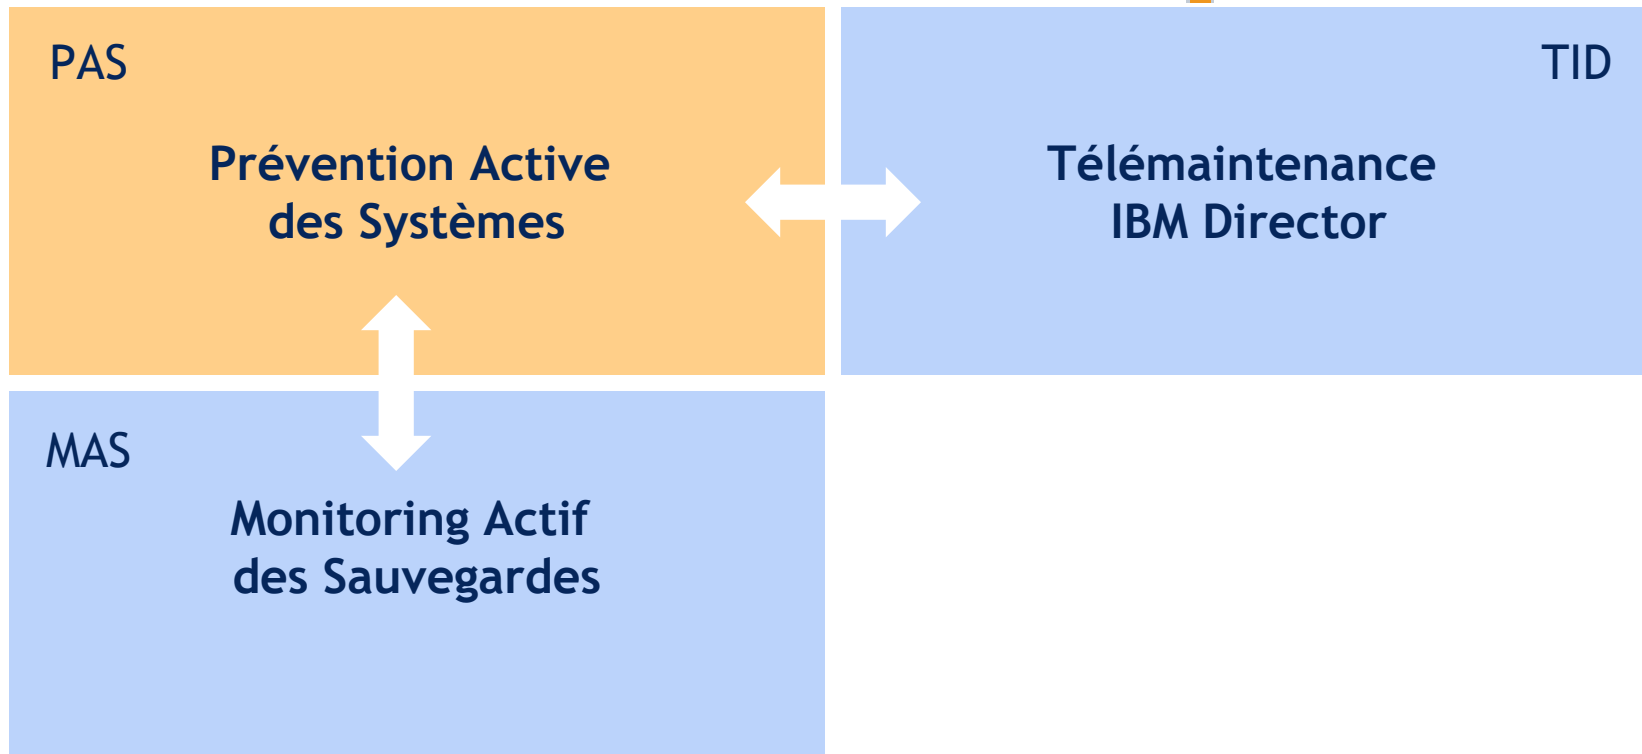 PAS
Prévention Active
des Systèmes
TID
Télémaintenance
IBM Director
MAS
Monitoring Actif
des Sauvegardes